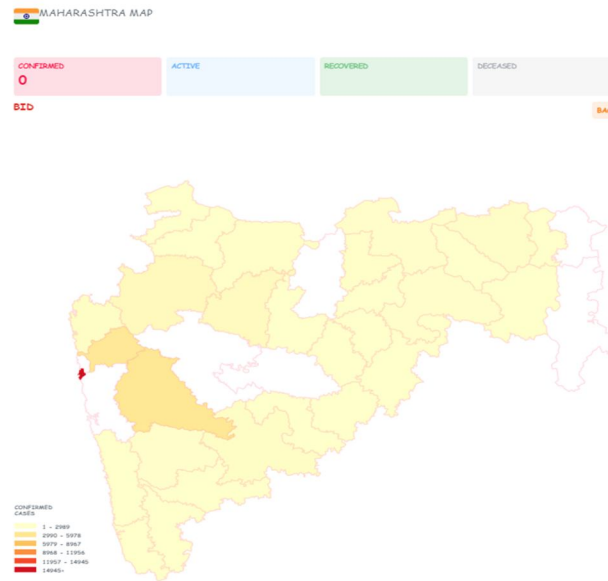 MAHARASHTRA MAP
CONFIRMED
0
ACTIVE
RECOVERED
DECEASED
BID
CONFIRMED
CASES
1 - 2989
2990 - 5978
5979 - 8967
8968 - 11956
11957 - 14945
14945+